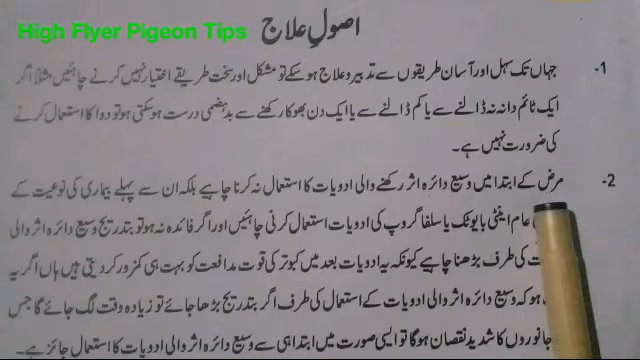 High Flyer Pigeon Tips
اصولِ علاج
1- جہاں تک سہل اور آسان طریقوں سے تدبیر و علاج ہو سکے تو مشکل اور سخت طریقے اختیار نہیں کرنے چاہئیں مثلاً اگر
ایک ٹائم دانہ نہ ڈالنے سے یا کم ڈالنے سے یا ایک دن بھوکا رکھنے سے بدہضمی درست ہو سکتی ہو تو دوا کا استعمال کرنے
کی ضرورت نہیں ہے۔
2- مرض کے ابتدا میں وسیع دائرہ اثر رکھنے والی ادویات کا استعمال نہ کرنا چاہیے بلکہ ان سے پہلے بیماری کی نوعیت کے
عام اینٹی بایوٹک یا سلفا گروپ کی ادویات استعمال کرنی چاہئیں اور اگر فائدہ نہ ہو تو بتدریج وسیع دائرہ اثر والی
کی طرف بڑھنا چاہیے کیونکہ یہ ادویات بعد میں کبوتر کی قوت مدافعت کو بہت ہی کمزور کر دیتی ہیں ہاں اگر یہ
ہو کہ وسیع دائرہ اثر والی ادویات کے استعمال کی طرف اگر بتدریج بڑھا جائے تو زیادہ وقت لگ جائے گا جس
جانوروں کا شدید نقصان ہوگا تو ایسی صورت میں ابتدا ہی سے وسیع دائرہ اثر والی ادویات کا استعمال جائز ہے۔